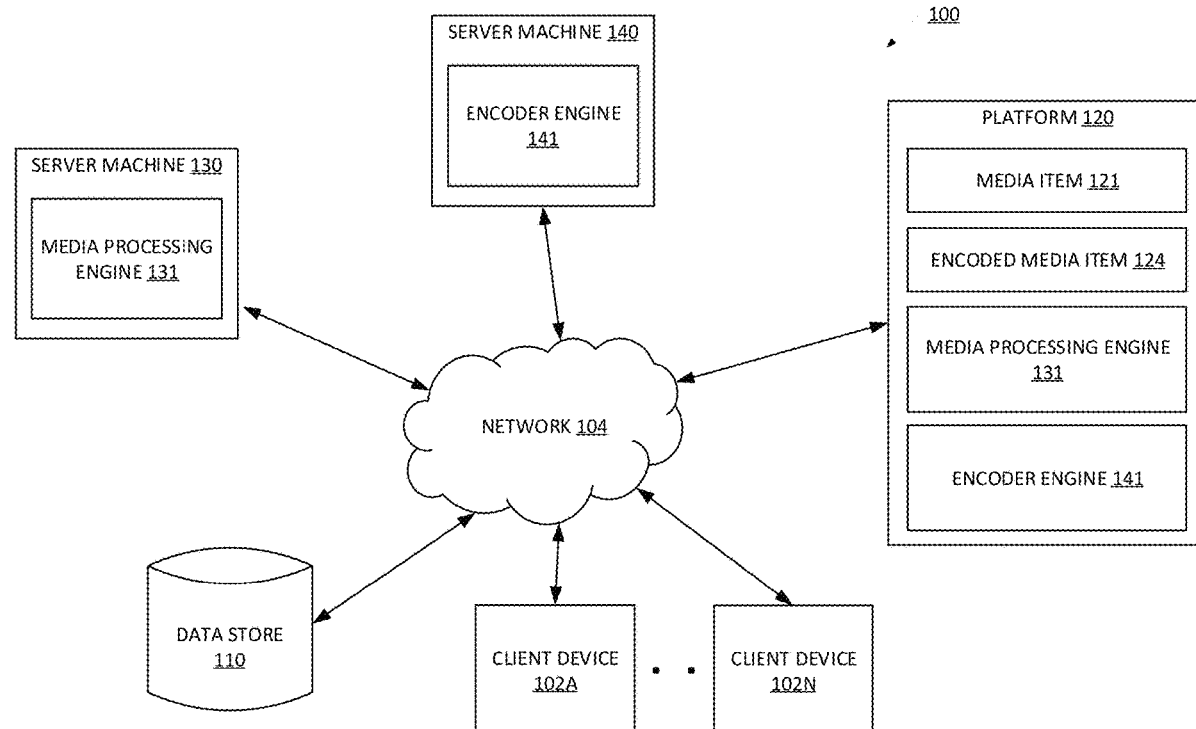 100
SERVER MACHINE 140
ENCODER ENGINE
141
PLATFORM 120
MEDIA ITEM 121
ENCODED MEDIA ITEM 124
MEDIA PROCESSING ENGINE
131
ENCODER ENGINE 141
SERVER MACHINE 130
MEDIA PROCESSING
ENGINE 131
NETWORK 104
DATA STORE
110
CLIENT DEVICE
102A
CLIENT DEVICE
102N